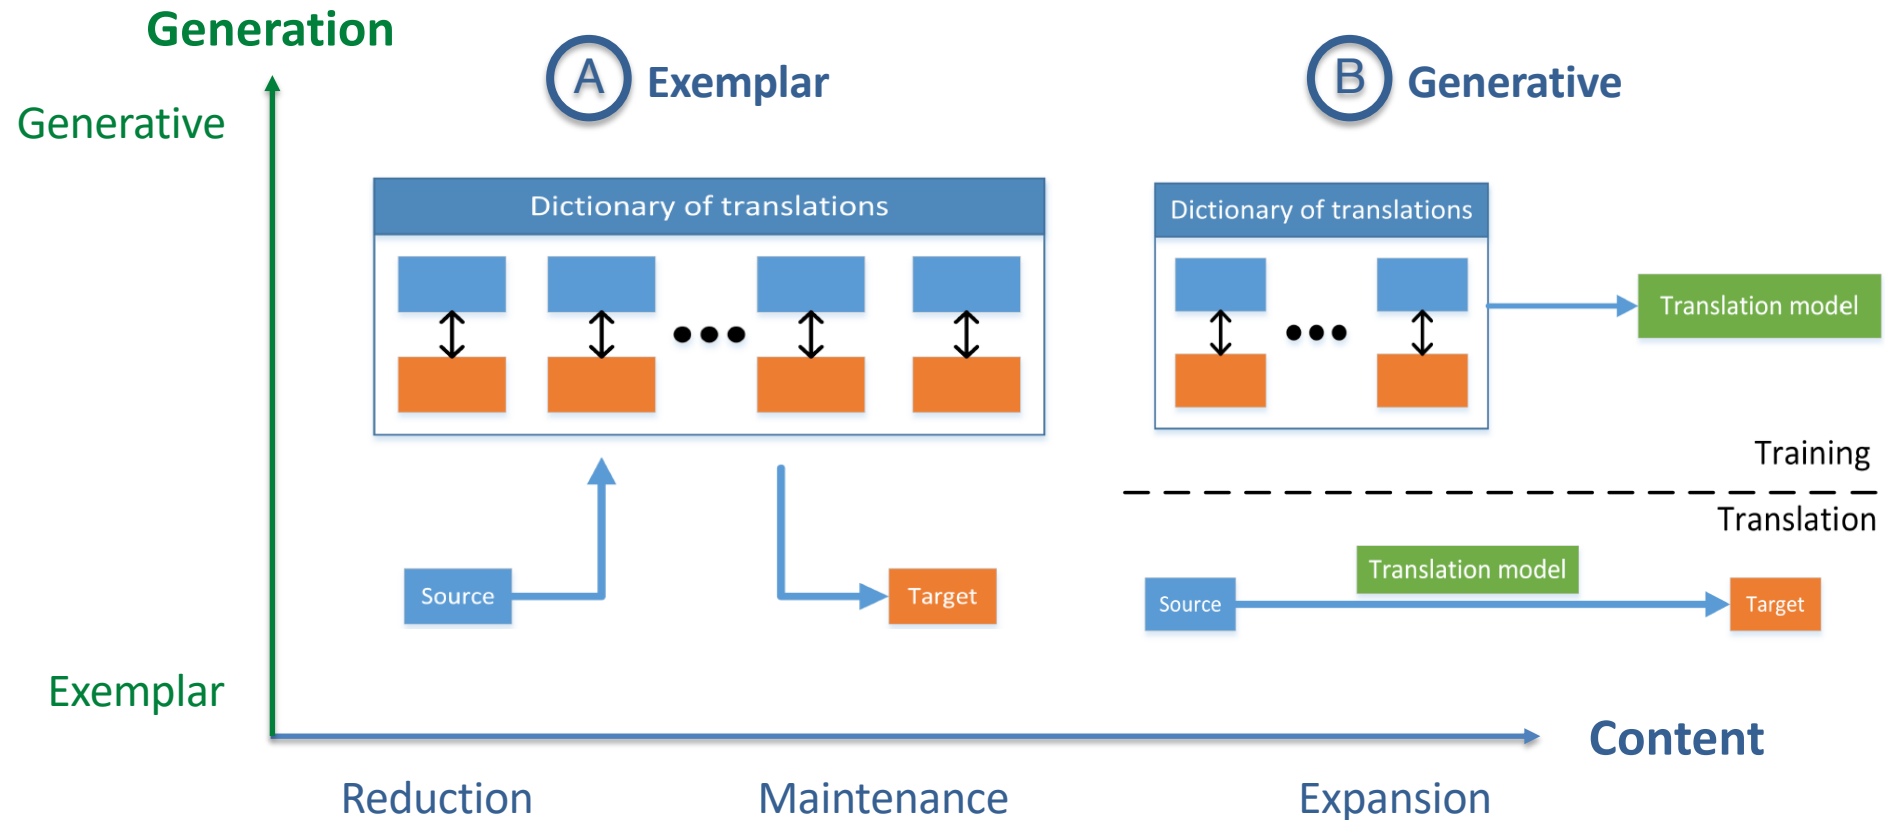 Generation
Generative
A Exemplar
B Generative
Dictionary of translations
Source
Target
Dictionary of translations
Translation model
Training
Translation
Translation model
Source
Target
Exemplar
Content
Reduction
Maintenance
Expansion